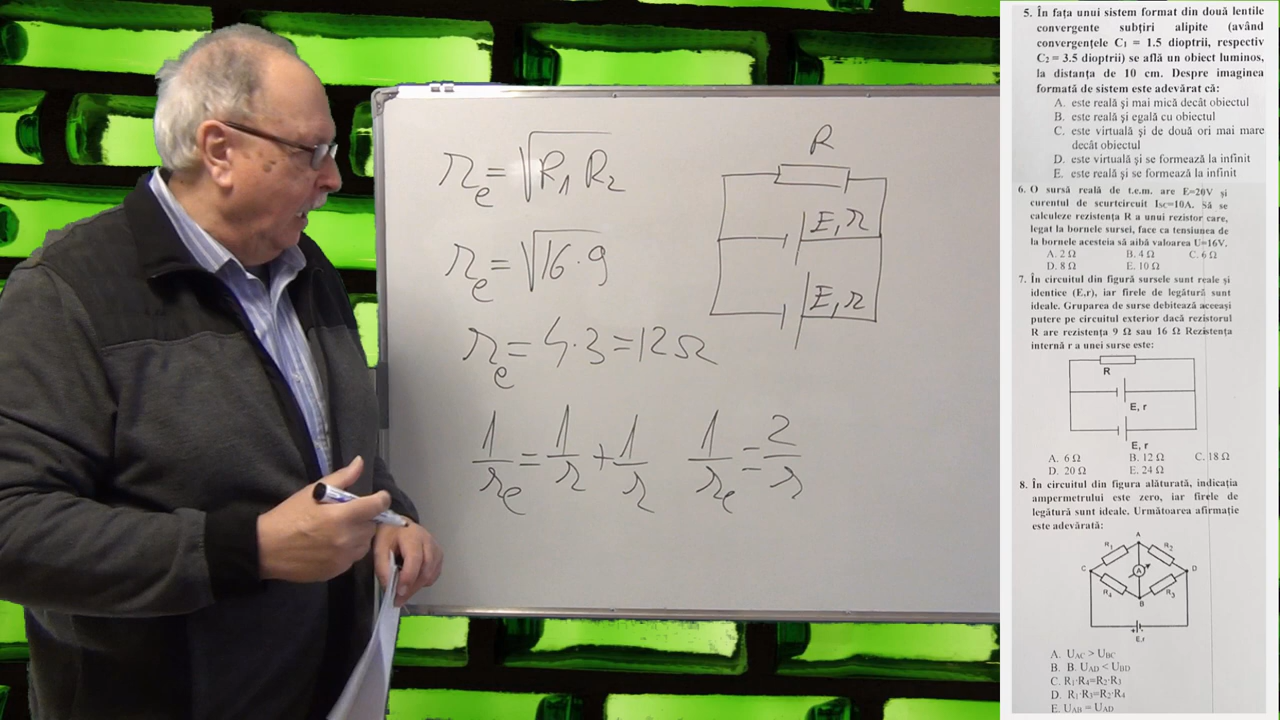 r_e = √R₁ R₂
r_e = √16·9
r_e = 4·3 = 12Ω
1/r_e = 1/r + 1/r 1/r_e = 2/r
R
E, r
E, r
5. În fața unui sistem format din două lentile
convergente subțiri alipite (având
convergențele C₁ = 1.5 dioptrii, respectiv
C₂ = 3.5 dioptrii) se află un obiect luminos,
la distanța de 10 cm. Despre imaginea
formată de sistem este adevărat că:
A. este reală și mai mică decât obiectul
B. este reală și egală cu obiectul
C. este virtuală și de două ori mai mare
decât obiectul
D. este virtuală și se formează la infinit
E. este reală și se formează la infinit
6. O sursă reală de t.e.m. are E=20V și
curentul de scurtcircuit Isc=10A. Să se
calculeze rezistența R a unui rezistor care,
legat la bornele sursei, face ca tensiunea de
la bornele acesteia să aibă valoarea U=16V.
A. 2 Ω B. 4 Ω C. 6 Ω
D. 8 Ω E. 10 Ω
7. În circuitul din figură sursele sunt reale și
identice (E,r), iar firele de legătură sunt
ideale. Gruparea de surse debitează aceeași
putere pe circuitul exterior dacă rezistorul
R are rezistența 9 Ω sau 16 Ω Rezistența
internă r a unei surse este:
R
E, r
E, r
A. 6 Ω B. 12 Ω C. 18 Ω
D. 20 Ω E. 24 Ω
8. În circuitul din figura alăturată, indicația
ampermetrului este zero, iar firele de
legătură sunt ideale. Următoarea afirmație
este adevărată:
A
R₁ R₂
C A D
R₄ R₃
B
E,r
A. U_AC > U_BC
B. B. U_AD < U_BD
C. R₁·R₄=R₂·R₃
D. R₁·R₃=R₂·R₄
E. U_AB = U_AD